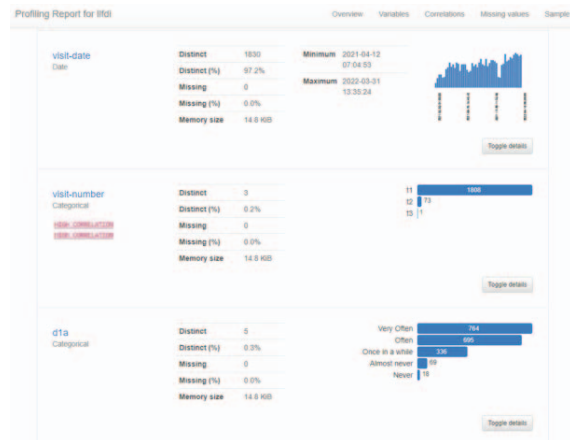 Profiling Report for lifdi
Overview Variables Correlations Missing values Sample
visit-date
Date
Distinct 1830
Distinct (%) 97.2%
Missing 0
Missing (%) 0.0%
Memory size 14.8 KiB
Minimum 2021-04-12
07:04:53
Maximum 2022-03-31
13:35:24
Toggle details
visit-number
Categorical
HIGH CORRELATION
HIGH CORRELATION
Distinct 3
Distinct (%) 0.2%
Missing 0
Missing (%) 0.0%
Memory size 14.8 KiB
t1 1808
t2 73
t3 1
Toggle details
d1a
Categorical
Distinct 5
Distinct (%) 0.3%
Missing 0
Missing (%) 0.0%
Memory size 14.8 KiB
Very Often 764
Often 695
Once in a while 336
Almost never 69
Never 18
Toggle details